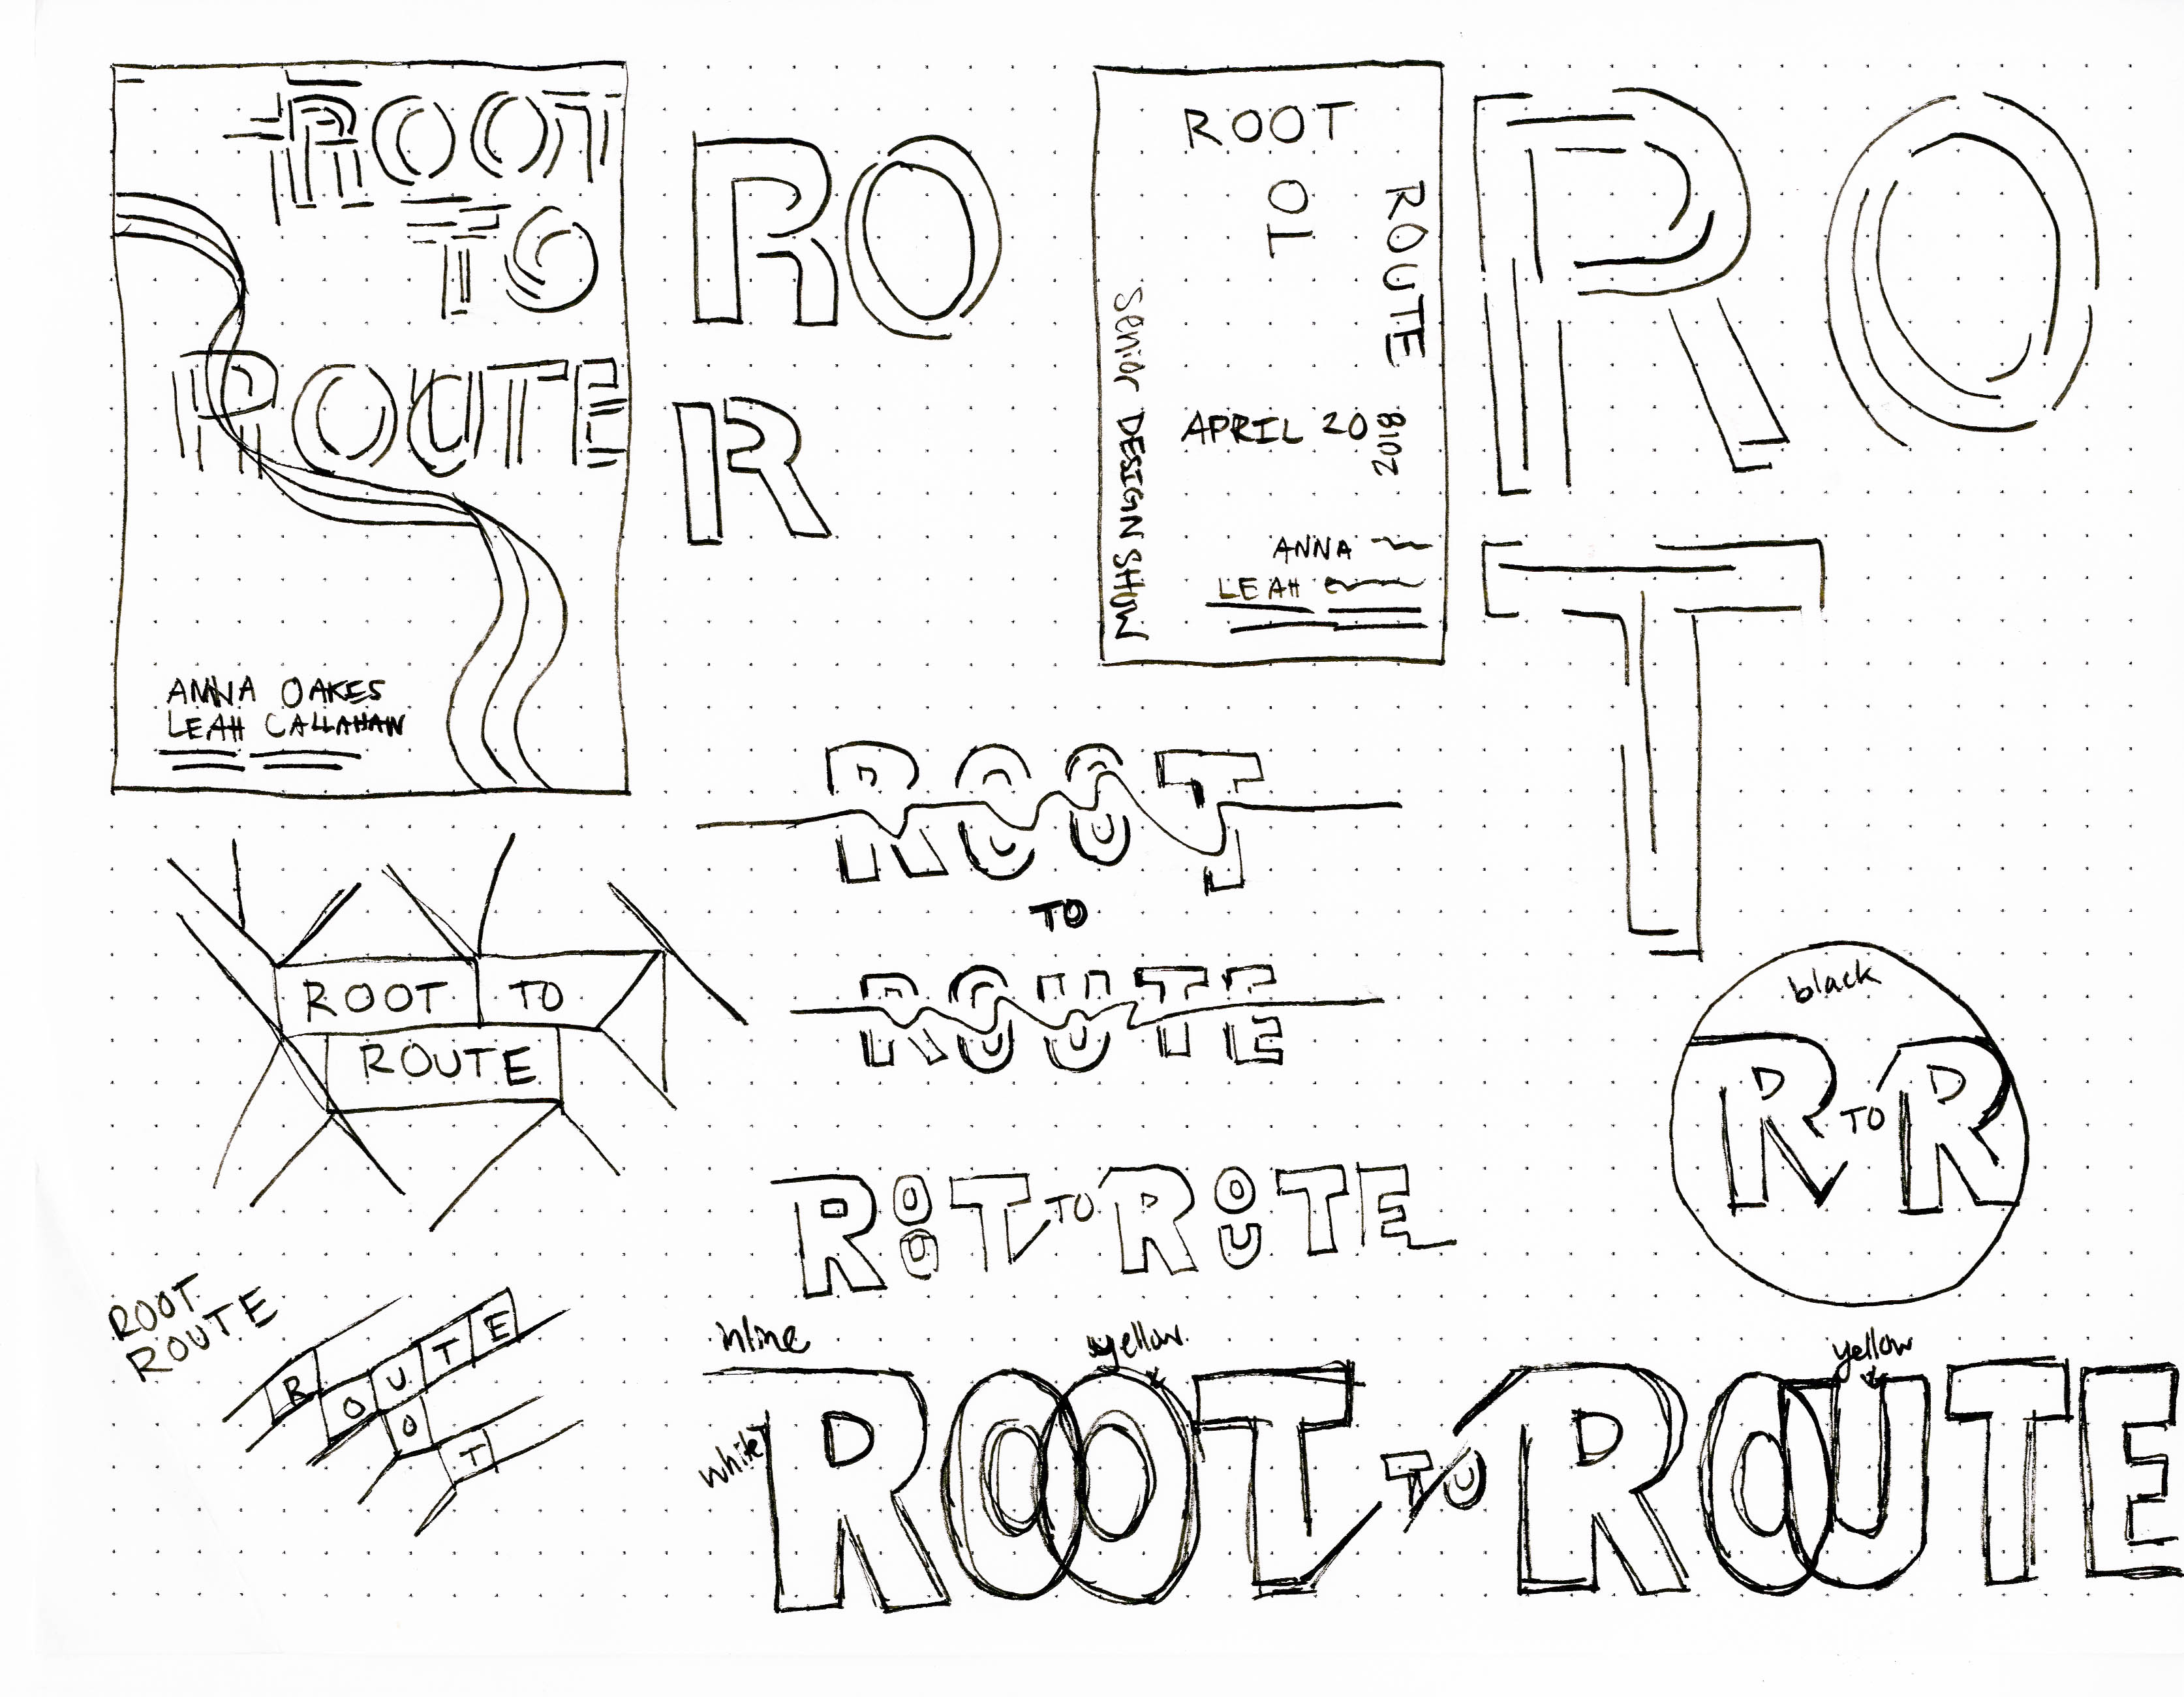 ROOT
TO
ROUTE
ANNA OAKES
LEAH CALLAHAN
RO
R
ROOT
TO
ROUTE
Senior DESIGN SHOW
APRIL 20
2018
ANNA
LEAH
RO
T
ROOT
TO
ROUTE
ROOT TO
ROUTE
black
R TO R
ROOUT TO ROUTE
ROOT
ROUTE
ROUTE
O
T
inline
yellow
yellow
white
ROOT TO ROUTE